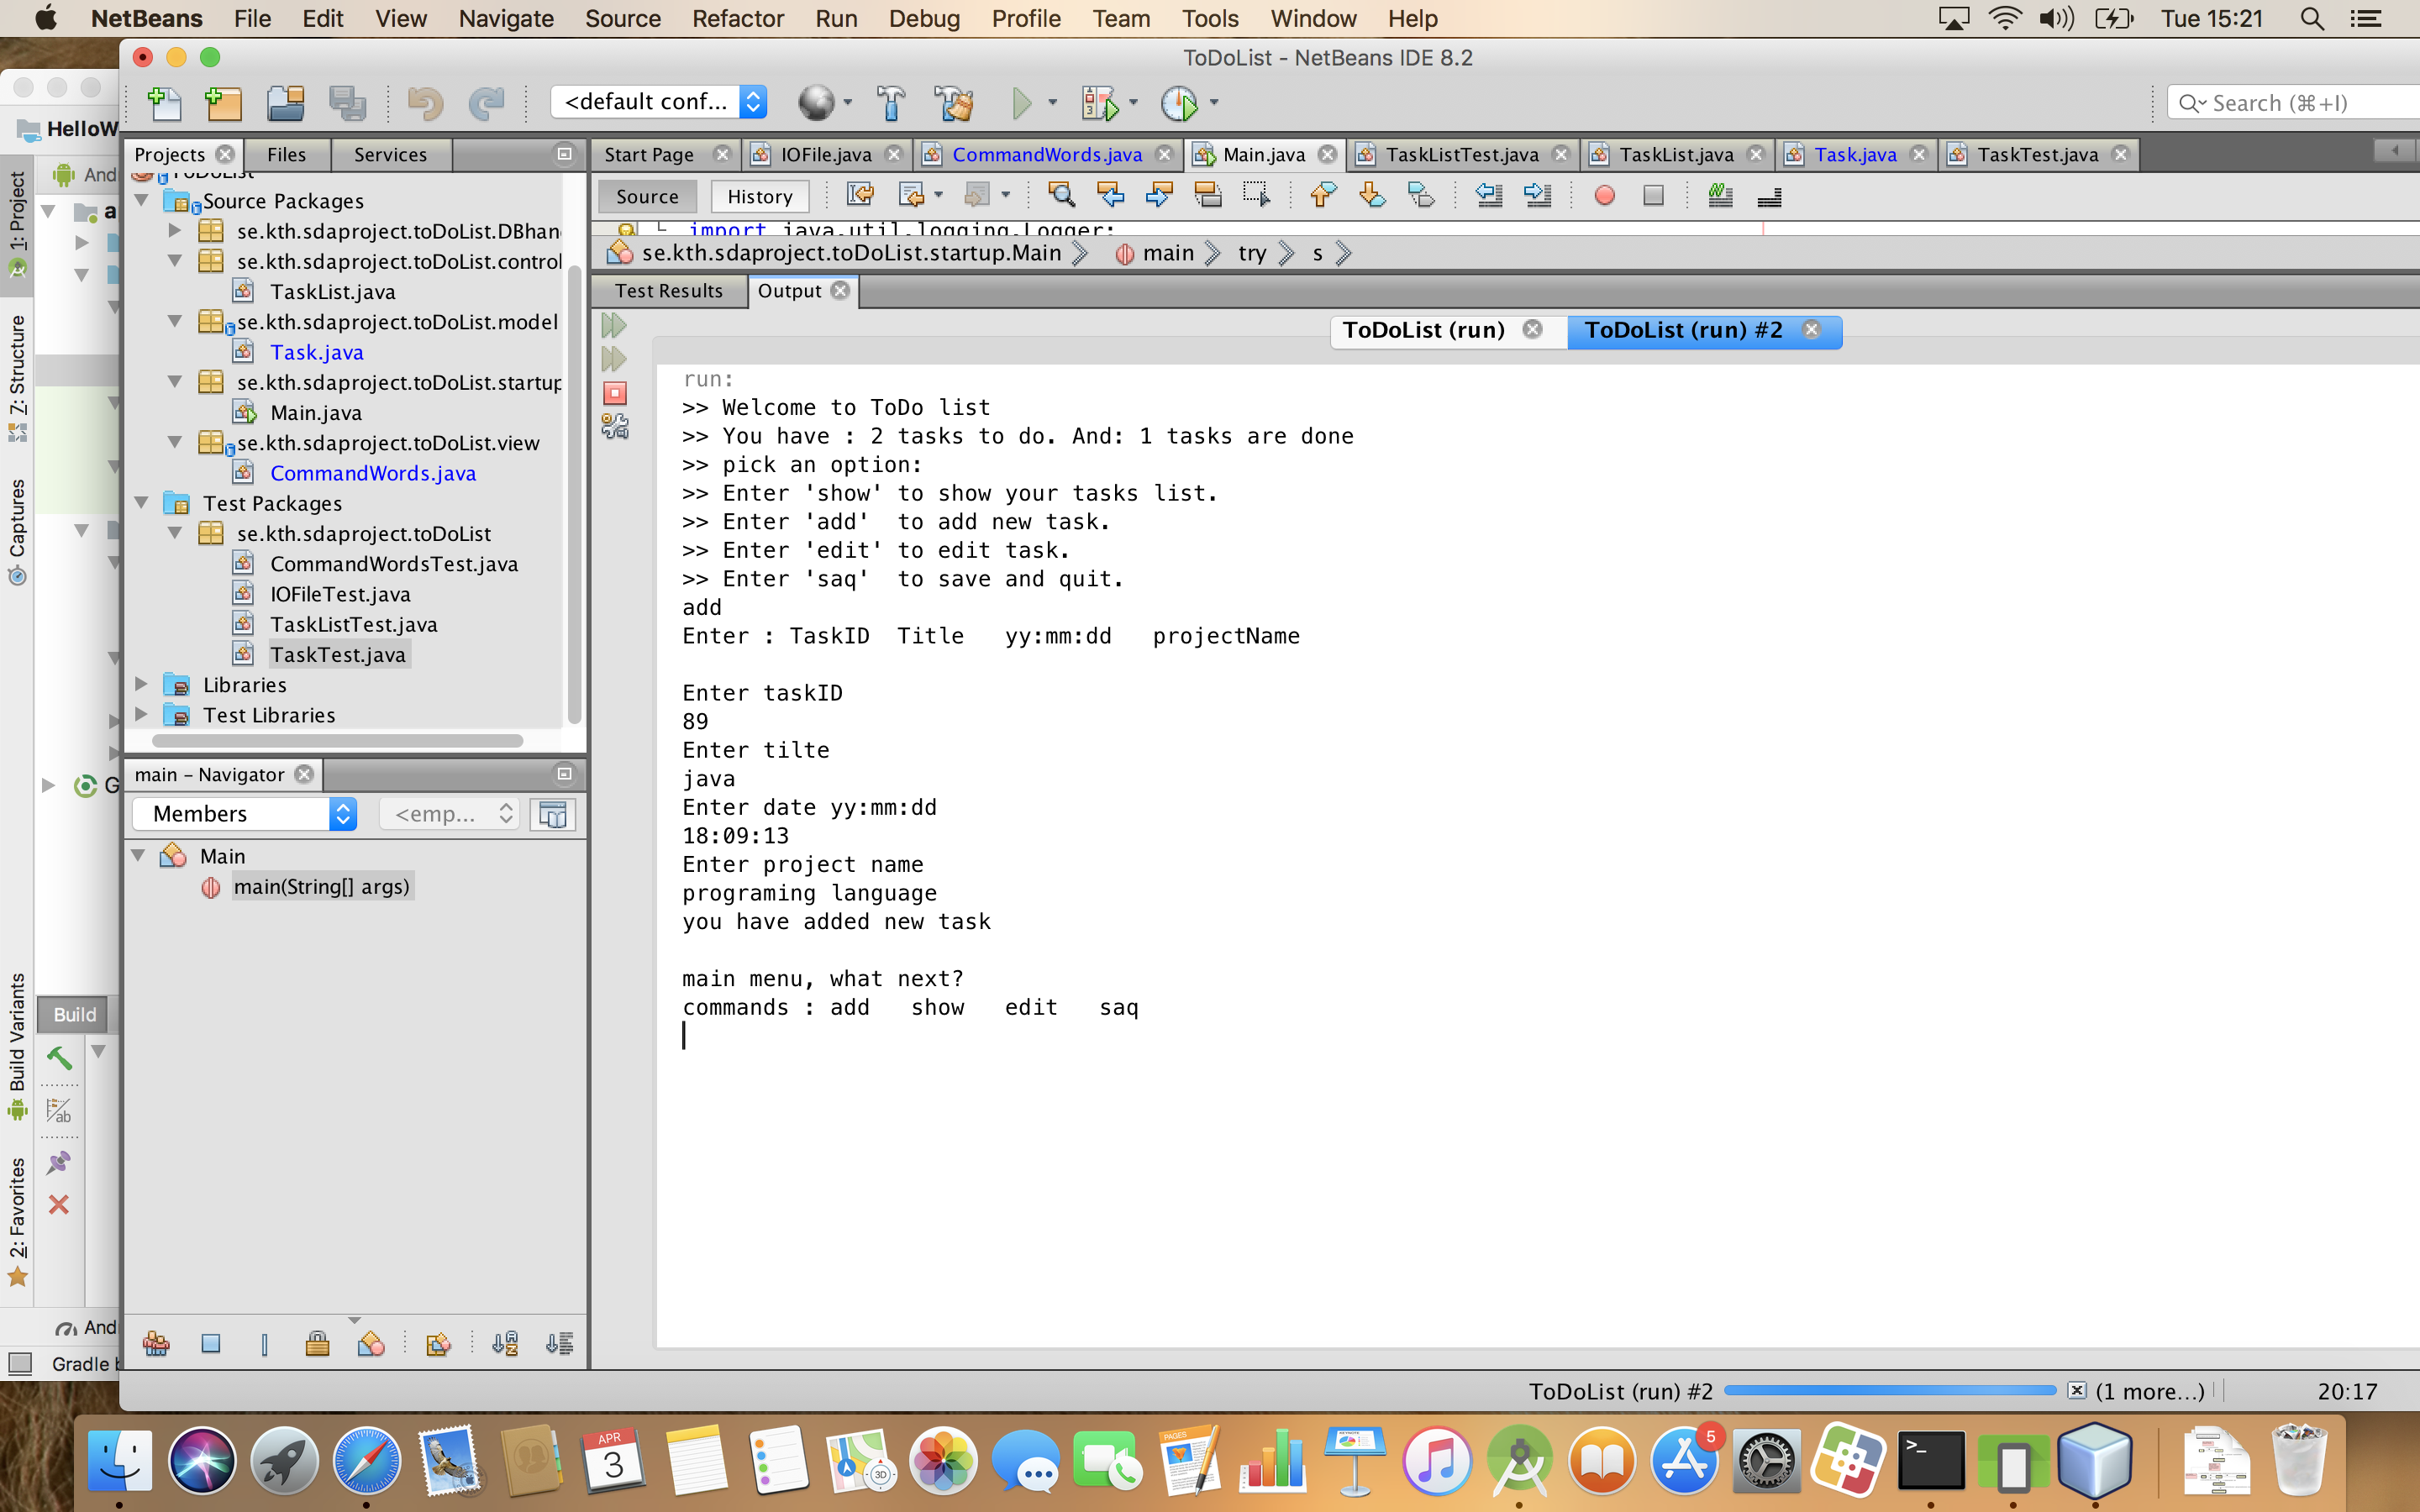 NetBeans File Edit View Navigate Source Refactor Run Debug Profile Team Tools Window Help Tue 15:21
ToDoList - NetBeans IDE 8.2
<default conf... Search (⌘+I)
HelloW
Projects Files Services
Start Page IOFile.java CommandWords.java Main.java TaskListTest.java TaskList.java Task.java TaskTest.java
Source History
import java.util.logging.Logger;
se.kth.sdaproject.toDoList.startup.Main main try s
Test Results Output
ToDoList (run) ToDoList (run) #2
1: Project
7: Structure
Captures
Build Variants
2: Favorites
And
a
G
Build
And
Gradle b
ToDoList
Source Packages
se.kth.sdaproject.toDoList.DBhan
se.kth.sdaproject.toDoList.control
TaskList.java
se.kth.sdaproject.toDoList.model
Task.java
se.kth.sdaproject.toDoList.startup
Main.java
se.kth.sdaproject.toDoList.view
CommandWords.java
Test Packages
se.kth.sdaproject.toDoList
CommandWordsTest.java
IOFileTest.java
TaskListTest.java
TaskTest.java
Libraries
Test Libraries
main - Navigator
Members <emp...
Main
main(String[] args)
run:
>> Welcome to ToDo list
>> You have : 2 tasks to do. And: 1 tasks are done
>> pick an option:
>> Enter 'show' to show your tasks list.
>> Enter 'add'  to add new task.
>> Enter 'edit' to edit task.
>> Enter 'saq'  to save and quit.
add
Enter : TaskID  Title   yy:mm:dd   projectName
Enter taskID
89
Enter tilte
java
Enter date yy:mm:dd
18:09:13
Enter project name
programing language
you have added new task
main menu, what next?
commands : add   show   edit   saq
ToDoList (run) #2 (1 more...) 20:17
APR
3
3D
PAGES
5
>_